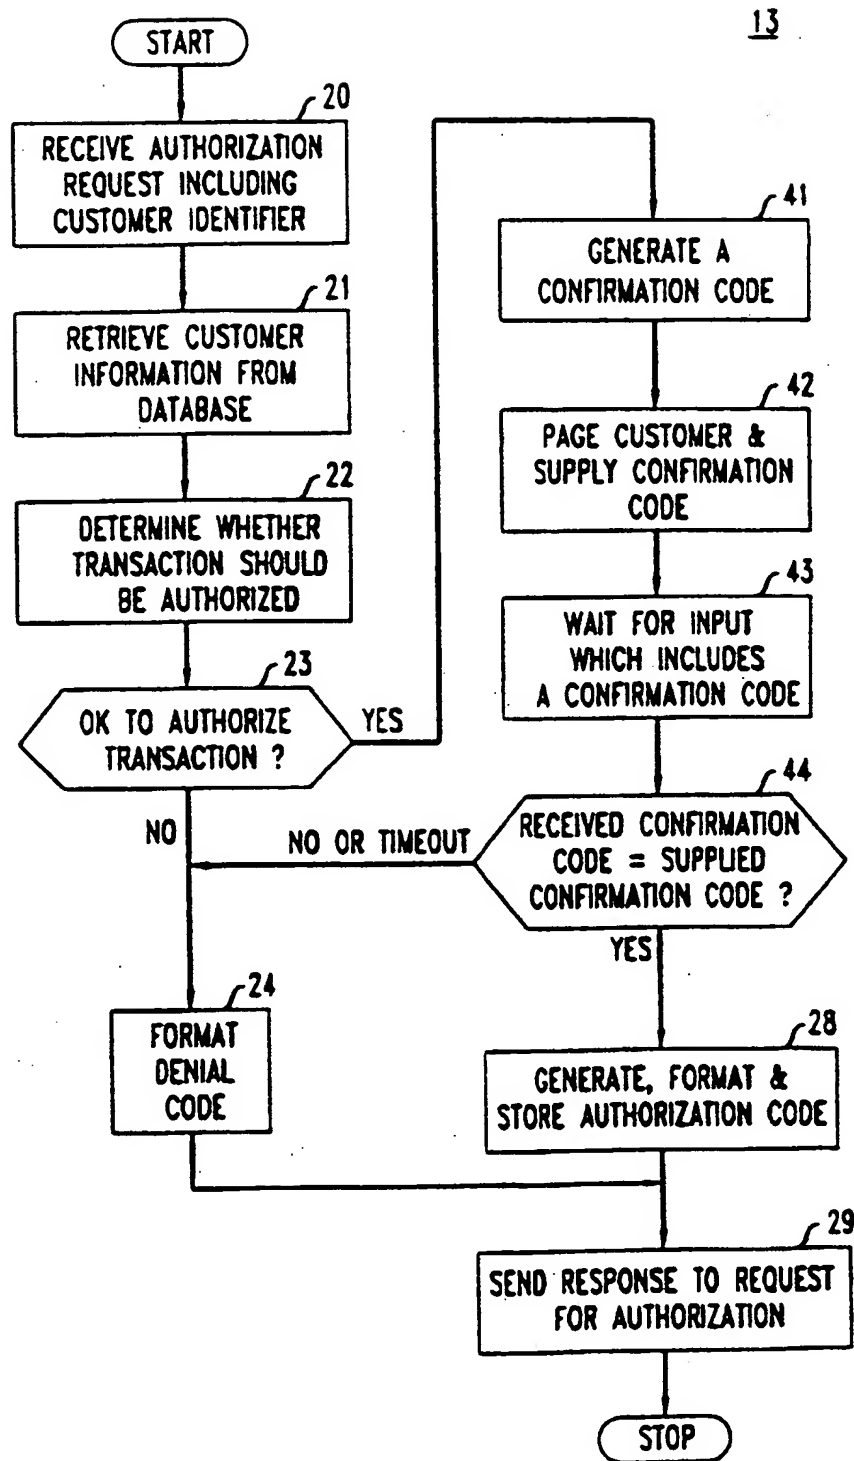 13
START
20
RECEIVE AUTHORIZATION
REQUEST INCLUDING
CUSTOMER IDENTIFIER
21
RETRIEVE CUSTOMER
INFORMATION FROM
DATABASE
22
DETERMINE WHETHER
TRANSACTION SHOULD
BE AUTHORIZED
23
OK TO AUTHORIZE
TRANSACTION ?
YES
NO
41
GENERATE A
CONFIRMATION CODE
42
PAGE CUSTOMER &
SUPPLY CONFIRMATION
CODE
43
WAIT FOR INPUT
WHICH INCLUDES
A CONFIRMATION CODE
44
RECEIVED CONFIRMATION
CODE = SUPPLIED
CONFIRMATION CODE ?
NO OR TIMEOUT
YES
24
FORMAT
DENIAL
CODE
28
GENERATE, FORMAT &
STORE AUTHORIZATION CODE
29
SEND RESPONSE TO REQUEST
FOR AUTHORIZATION
STOP